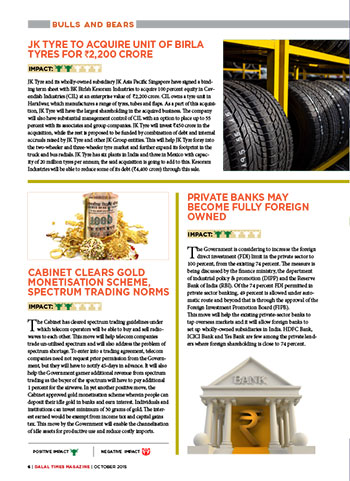 BULLS AND BEARS
JK TYRE TO ACQUIRE UNIT OF BIRLA
TYRES FOR ₹2,200 CRORE
IMPACT:
JK Tyre and its wholly-owned subsidiary JK Asia Pacific Singapore have signed a bind-
ing term sheet with BK Birlsh Kesoram Industries to acquire 100 percent equity in Cav-
endish Industries (CIL) at an enterprise value of ₹2,200 crore. CIL owns a tyre unit in
Haridwar, which manufactures a range of tyres, tubes and flaps. As a part of this acquisi-
tion, JK Tyre will have the largest shareholding in the acquired business. The company
will also have substantial management control of CIL with an option to place up to 55
percent with its associates and group companies. JK Tyre will invest ₹450 crore in the
acquisition, while the rest is proposed to be funded by combination of debt and internal
accruals raised by JK Tyre and other JK Group entities. This will help JK Tyre foray into
the two-wheeler and three-wheeler tyre market and further expand its footprint in the
truck and bus radials. JK Tyre has six plants in India and three in Mexico with capac-
ity of 20 million tyres per annum, the said acquisition is going to add to this. Kesoram
Industries will be able to reduce some of its debt (₹4,400 crore) through this sale.
CABINET CLEARS GOLD
MONETISATION SCHEME,
SPECTRUM TRADING NORMS
IMPACT:
The Cabinet has cleared spectrum trading guidelines under
which telecom operators will be able to buy and sell radio-
waves to each other. This move will help telecom companies
trade un-utilised spectrum and will also address the problem of
spectrum shortage. To enter into a trading agreement, telecom
companies need not request prior permission from the Govern-
ment, but they will have to notify 45-days in advance. It will also
help the Government garner additional revenue from spectrum
trading as the buyer of the spectrum will have to pay additional
1 percent for the airwave. In yet another positive move, the
Cabinet approved gold monetisation scheme wherein people can
deposit their idle gold in banks and earn interest. Individuals and
institutions can invest minimum of 30 grams of gold. The inter-
est earned would be exempt from income tax and capital gains
tax. This move by the Government will enable the channelisation
of idle assets for productive use and reduce costly imports.
PRIVATE BANKS MAY
BECOME FULLY FOREIGN
OWNED
IMPACT:
The Government is considering to increase the foreign
direct investment (FDI) limit in the private sector to
100 percent, from the existing 74 percent. The measure is
being discussed by the finance ministry, the department
of industrial policy & promotion (DIPP) and the Reserve
Bank of India (RBI). Of the 74 percent FDI permitted in
private sector banking, 49 percent is allowed under auto-
matic route and beyond that is through the approval of the
Foreign Investment Promotion Board (FIPB).
This move will help the existing private-sector banks to
tap overseas markets and it will allow foreign banks to
set up wholly-owned subsidiaries in India. HDFC Bank,
ICICI Bank and Yes Bank are few among the private lend-
ers where foreign shareholding is close to 74 percent.
BANK
POSITIVE IMPACT
NEGATIVE IMPACT
6 | DALAL TIMES MAGAZINE | OCTOBER 2015